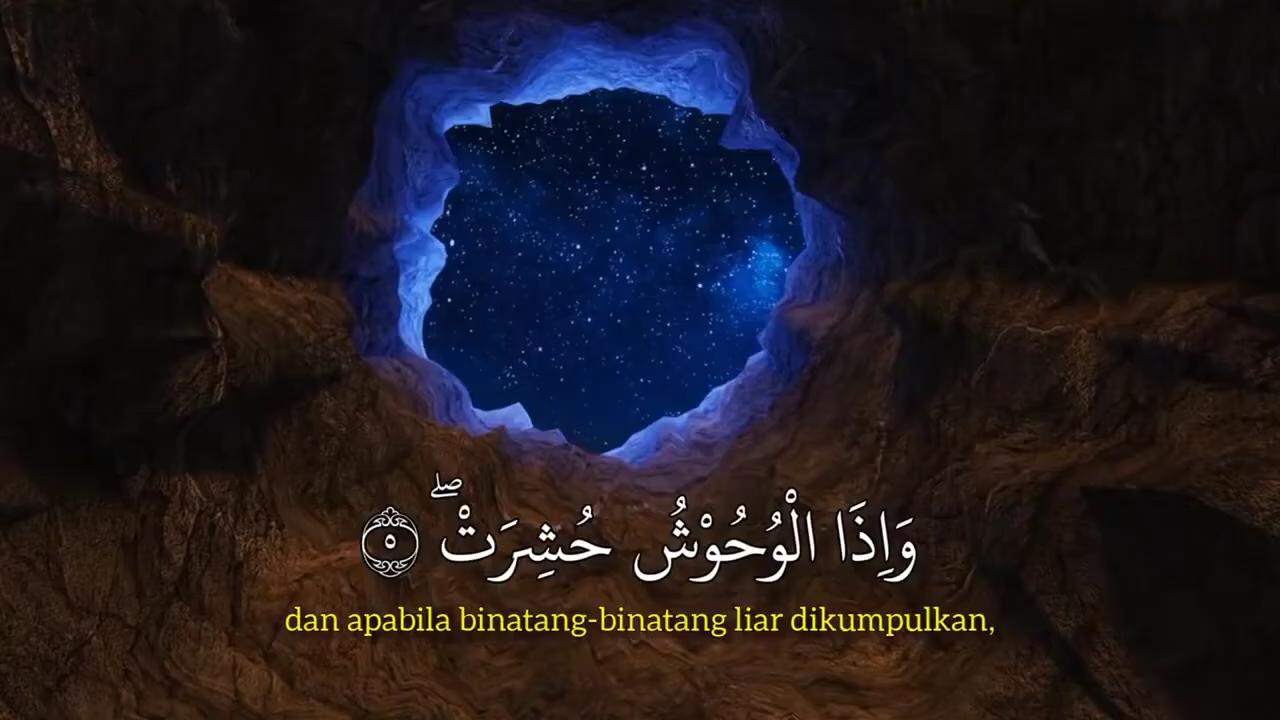 وَاِذَا الْوُحُوْشُ حُشِرَتْۖ ۝٥
dan apabila binatang-binatang liar dikumpulkan,